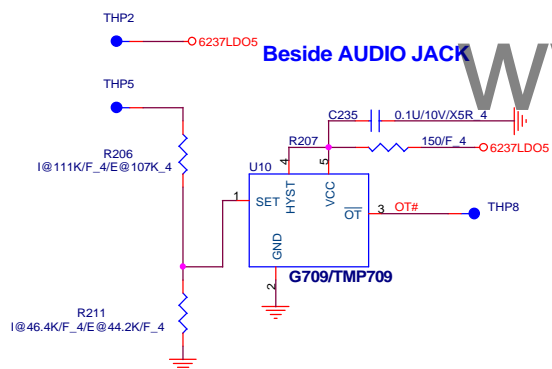 THP2
6237LDO5
Beside AUDIO JACK
W
THP5
C235
0.1U/10V/X5R_4
R206
I@111K/F_4/E@107K_4
R207
150/F_4
6237LDO5
U10
4
5
1
SET
HYST
VCC
OT
3
OT#
THP8
GND
2
G709/TMP709
R211
I@46.4K/F_4/E@44.2K/F_4